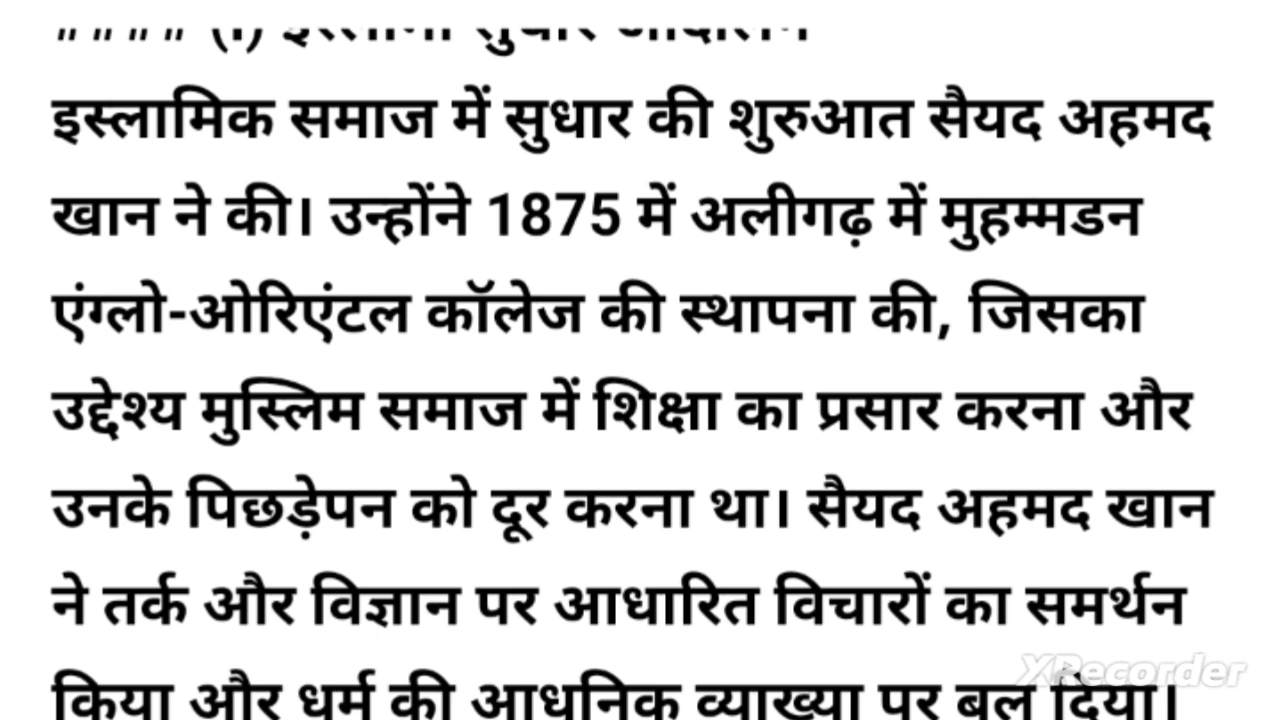 #### (i) इस्लामी सुधार आंदोलन
इस्लामिक समाज में सुधार की शुरुआत सैयद अहमद
खान ने की। उन्होंने 1875 में अलीगढ़ में मुहम्मडन
एंग्लो-ओरिएंटल कॉलेज की स्थापना की, जिसका
उद्देश्य मुस्लिम समाज में शिक्षा का प्रसार करना और
उनके पिछड़ेपन को दूर करना था। सैयद अहमद खान
ने तर्क और विज्ञान पर आधारित विचारों का समर्थन
किया और धर्म की आधुनिक व्याख्या पर बल दिया।
XRecorder